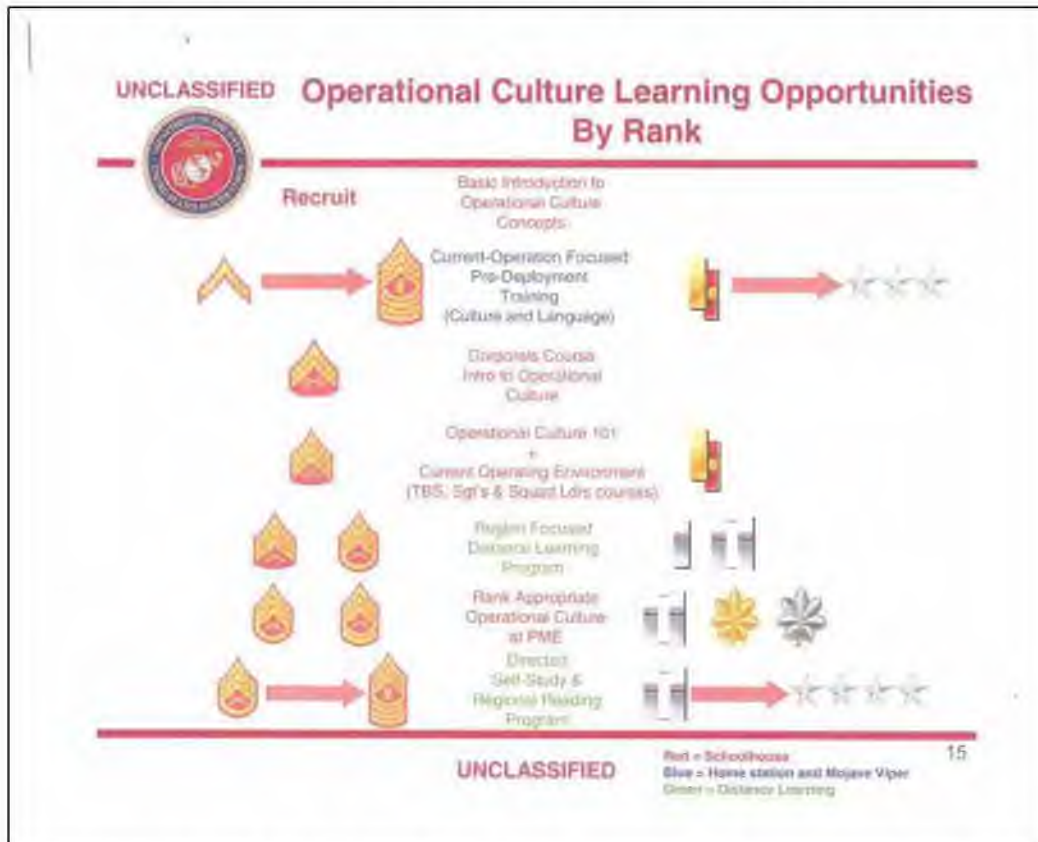 UNCLASSIFIED
Operational Culture Learning Opportunities
By Rank
Recruit
Basic Introduction to
Operational Culture
Concepts
Current-Operation Focused
Pre-Deployment
Training
(Culture and Language)
Corporals Course
Intro to Operational
Culture
Operational Culture 101
+
Current Operating Environment
(TBS, Sgt's & Squad Ldrs courses)
Region Focused
Distance Learning
Program
Rank Appropriate
Operational Culture
at PME
Directed
Self-Study &
Regional Reading
Program
UNCLASSIFIED
Red = Schoolhouse
Blue = Home station and Mojave Viper
Green = Distance Learning
15